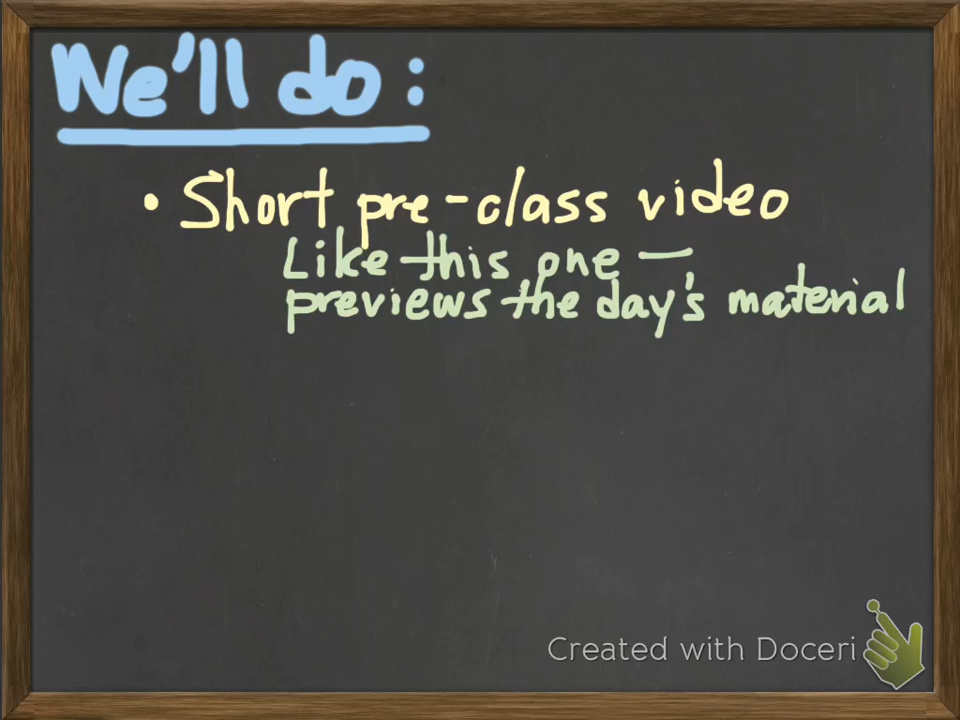 We'll do:
• Short pre-class video
Like this one —
previews the day's material
Created with Doceri